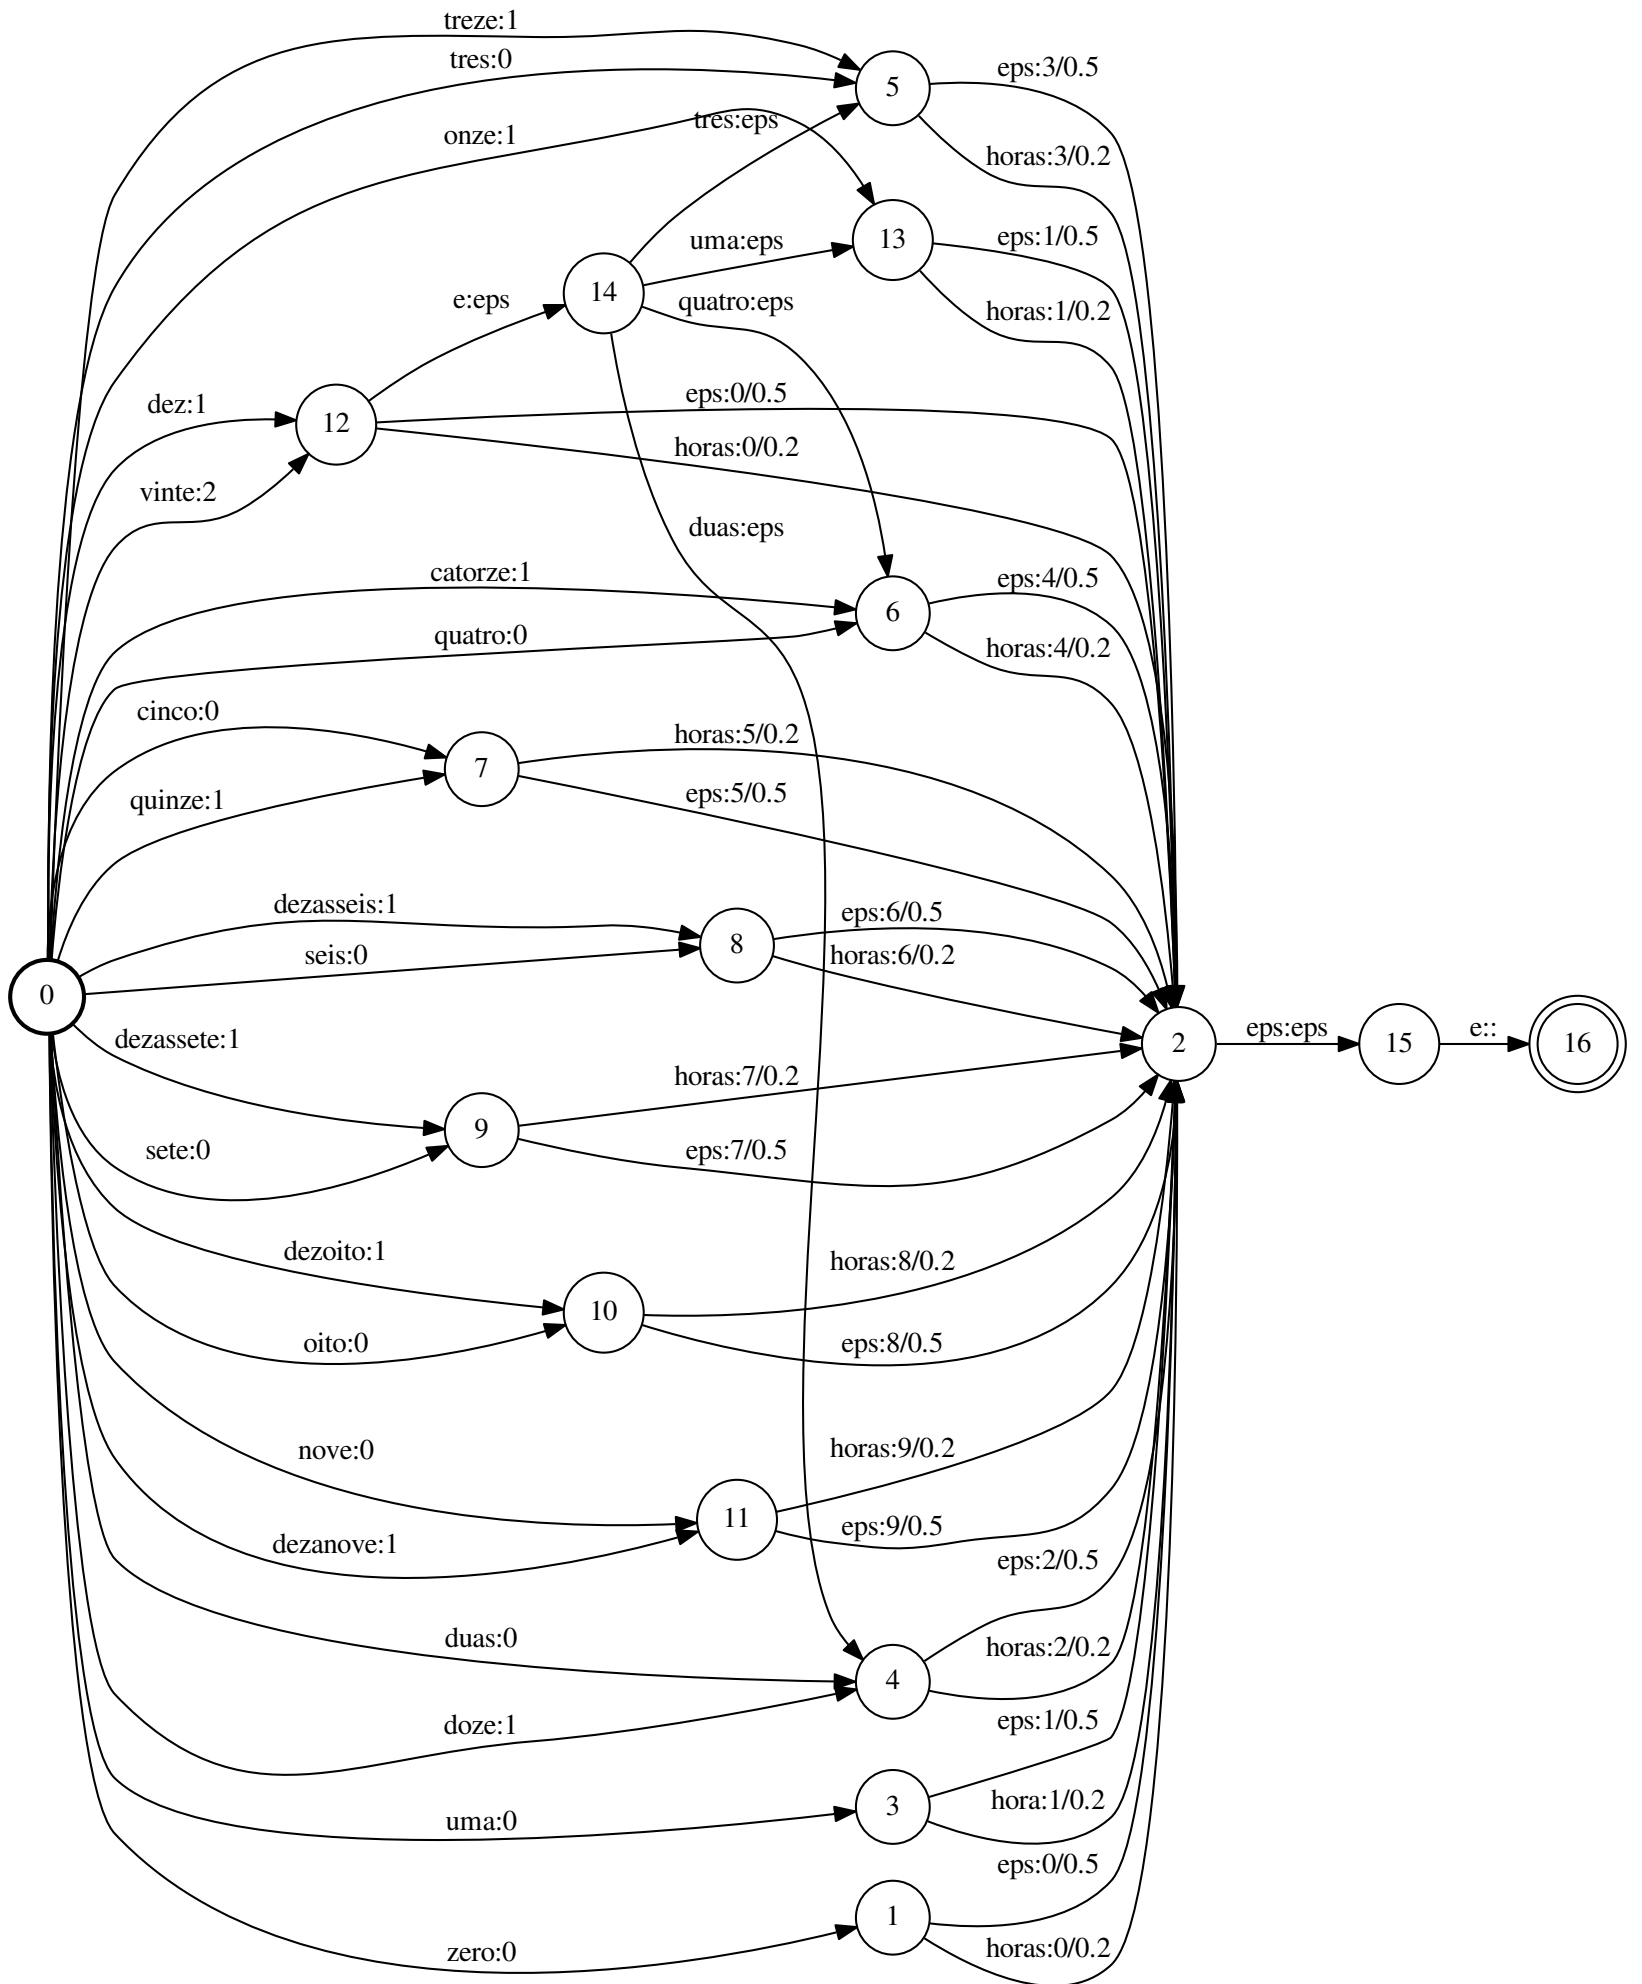 treze:1
tres:0
onze:1
tres:eps
5
eps:3/0.5
horas:3/0.2
13
uma:eps
eps:1/0.5
horas:1/0.2
14
e:eps
quatro:eps
dez:1
12
eps:0/0.5
horas:0/0.2
vinte:2
duas:eps
catorze:1
6
eps:4/0.5
quatro:0
horas:4/0.2
cinco:0
7
horas:5/0.2
quinze:1
eps:5/0.5
dezasseis:1
8
eps:6/0.5
seis:0
horas:6/0.2
0
dezassete:1
2
eps:eps
15
e::
16
horas:7/0.2
9
sete:0
eps:7/0.5
dezoito:1
horas:8/0.2
10
oito:0
eps:8/0.5
nove:0
horas:9/0.2
11
eps:9/0.5
dezanove:1
eps:2/0.5
duas:0
horas:2/0.2
4
doze:1
eps:1/0.5
3
hora:1/0.2
uma:0
eps:0/0.5
1
zero:0
horas:0/0.2